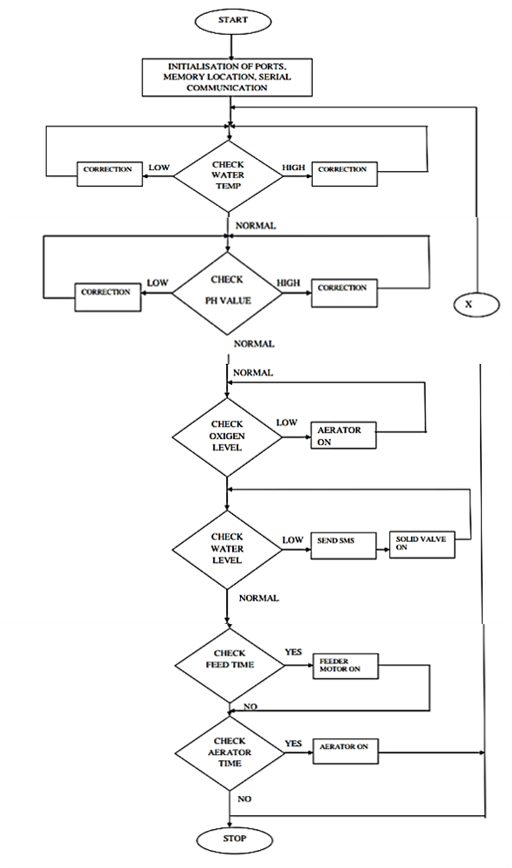 START
INITIALISATION OF PORTS,
MEMORY LOCATION, SERIAL
COMMUNICATION
CORRECTION
LOW
CHECK
WATER
TEMP
HIGH
CORRECTION
NORMAL
CORRECTION
LOW
CHECK
PH VALUE
HIGH
CORRECTION
X
NORMAL
NORMAL
CHECK
OXIGEN
LEVEL
LOW
AERATOR
ON
CHECK
WATER
LEVEL
LOW
SEND SMS
SOLID VALVE
ON
NORMAL
CHECK
FEED TIME
YES
FEEDER
MOTOR ON
NO
CHECK
AERATOR
TIME
YES
AERATOR ON
NO
STOP